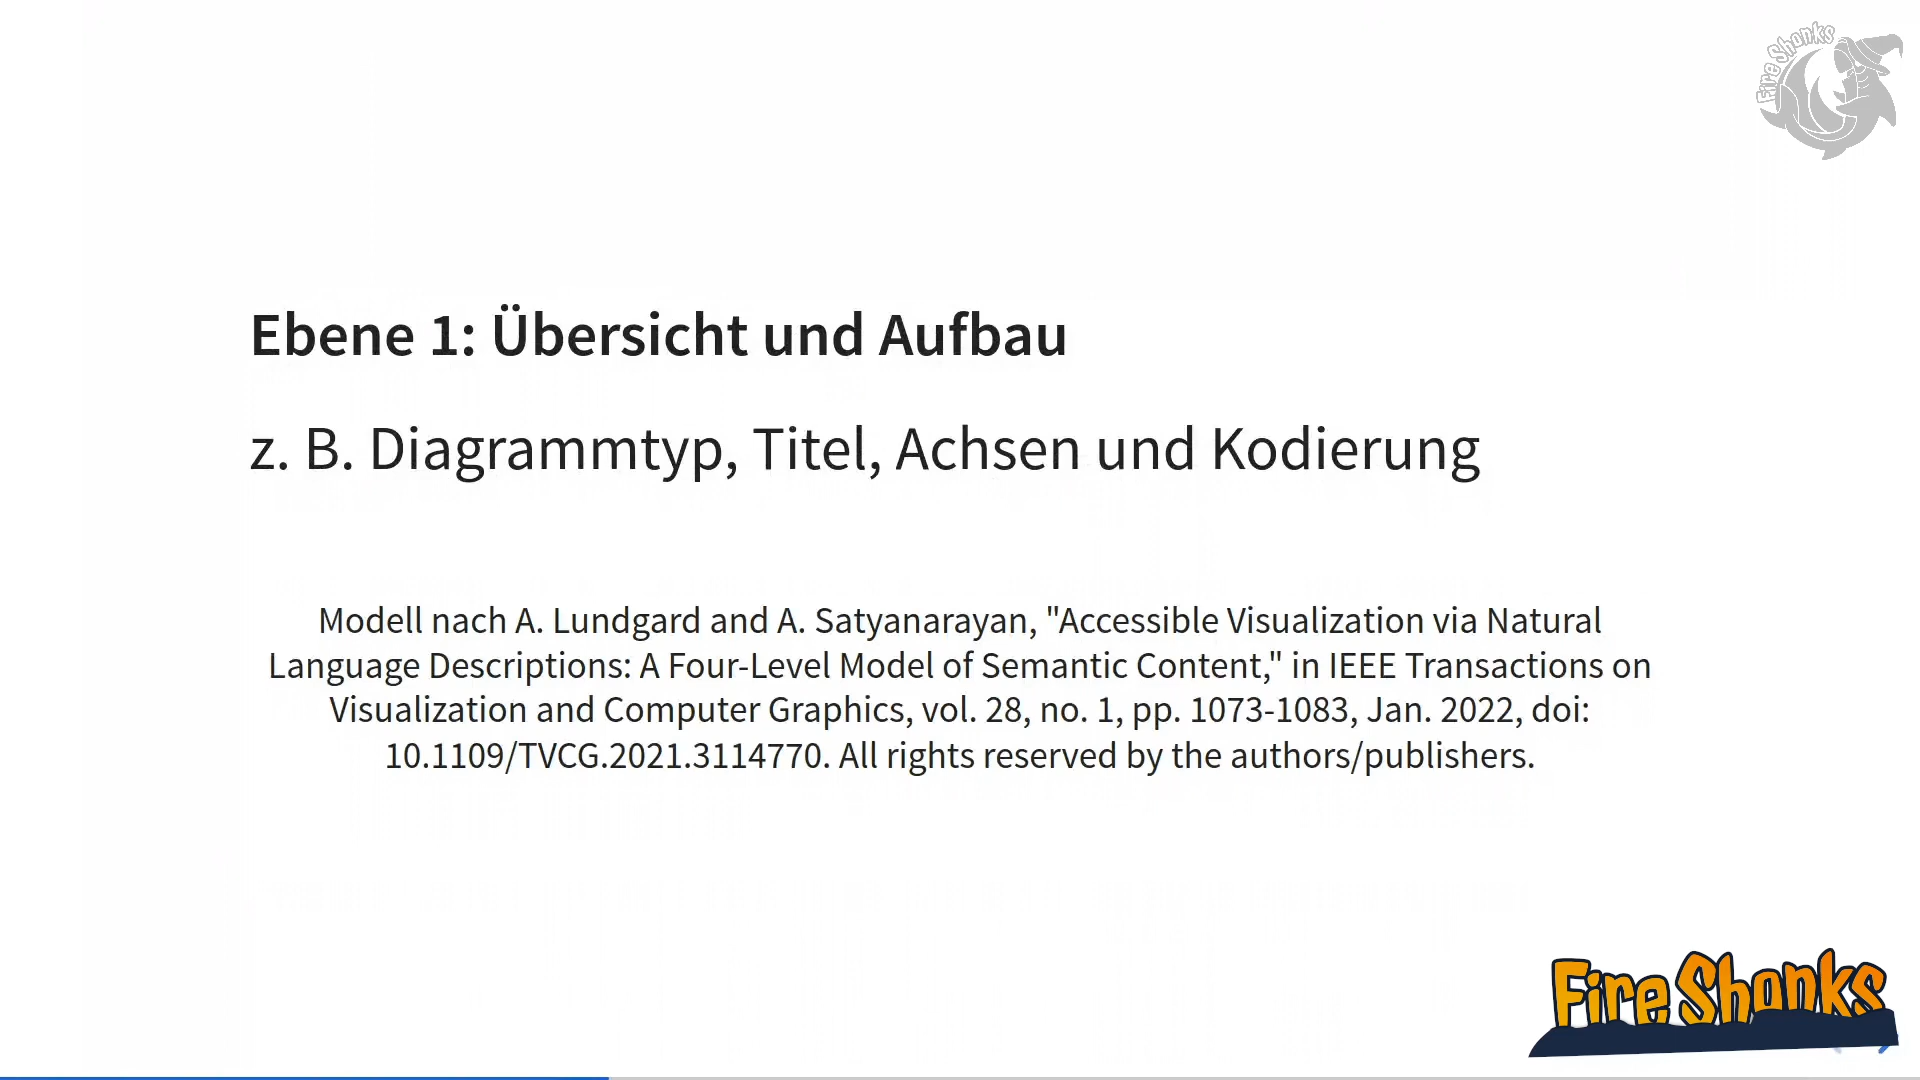 Fire Shonks
Ebene 1: Übersicht und Aufbau
z. B. Diagrammtyp, Titel, Achsen und Kodierung
Modell nach A. Lundgard and A. Satyanarayan, "Accessible Visualization via Natural
Language Descriptions: A Four-Level Model of Semantic Content," in IEEE Transactions on
Visualization and Computer Graphics, vol. 28, no. 1, pp. 1073-1083, Jan. 2022, doi:
10.1109/TVCG.2021.3114770. All rights reserved by the authors/publishers.
Fire Shonks